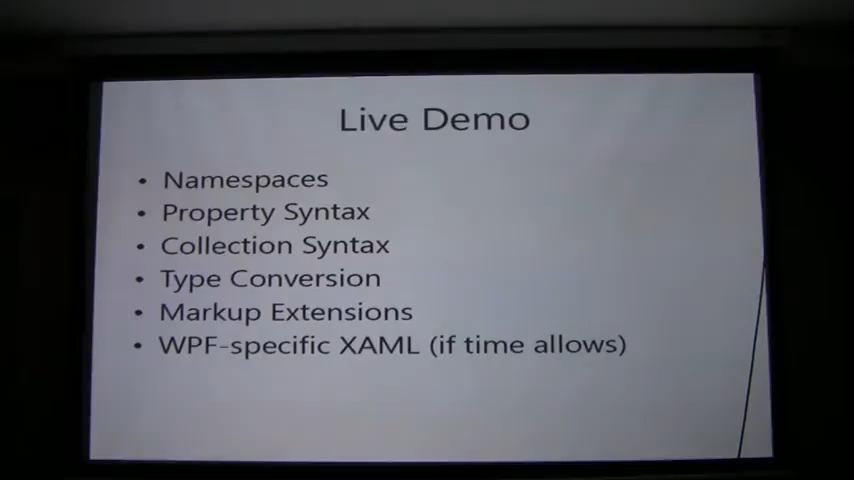 Live Demo
• Namespaces
• Property Syntax
• Collection Syntax
• Type Conversion
• Markup Extensions
• WPF-specific XAML (if time allows)